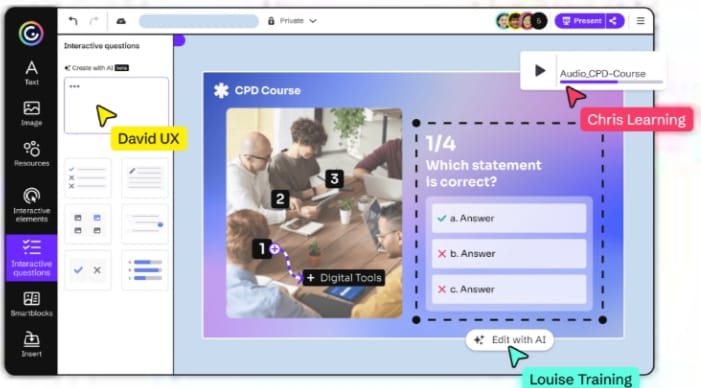 Private
5
Present
Interactive questions
Create with AI beta
Text
Image
Resources
Interactive
elements
Interactive
questions
Smartblocks
Insert
David UX
CPD Course
1
2
3
+ Digital Tools
1/4
Which statement
is correct?
a. Answer
b. Answer
c. Answer
Edit with AI
Audio_CPD-Course
Chris Learning
Louise Training